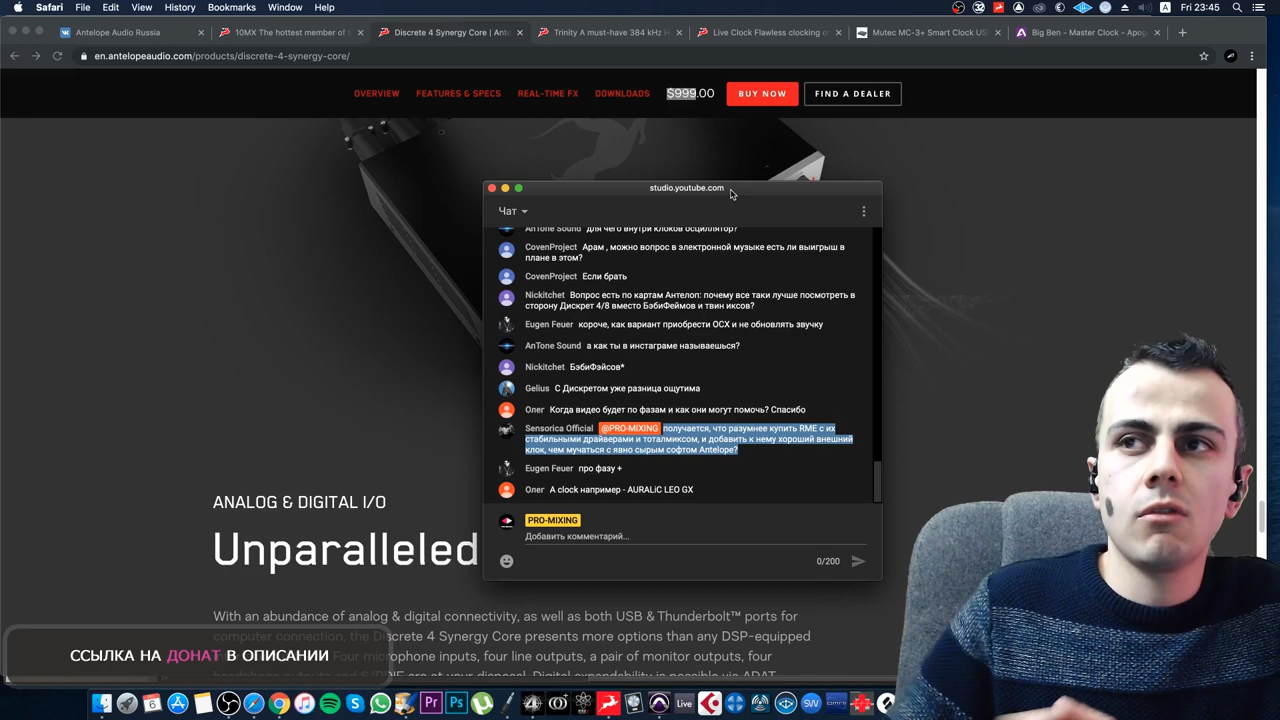 Safari File Edit View History Bookmarks Window Help
Fri 23:45
Antelope Audio Russia
10MX The hottest member of t
Discrete 4 Synergy Core | Ante
Trinity A must-have 384 kHz H
Live Clock Flawless clocking or
Mutec MC-3+ Smart Clock US
Big Ben - Master Clock - Apog
en.antelopeaudio.com/products/discrete-4-synergy-core/
OVERVIEW FEATURES & SPECS REAL-TIME FX DOWNLOADS $999.00 BUY NOW FIND A DEALER
studio.youtube.com
Чат
AnTone Sound для чего внутри клоков осциллятор?
CovenProject Арам , можно вопрос в электронной музыке есть ли выигрыш в
плане в этом?
CovenProject Если брать
Nickitchet Вопрос есть по картам Антелоп: почему все таки лучше посмотреть в
сторону Дискрет 4/8 вместо БэбиФеймов и твин иксов?
Eugen Feuer короче, как вариант приобрести OCX и не обновлять звучку
AnTone Sound а как ты в инстаграме называешься?
Nickitchet БэбиФэйсов*
Gelius С Дискретом уже разница ощутима
Олег Когда видео будет по фазам и как они могут помочь? Спасибо
Sensorica Official @PRO-MIXING получается, что разумнее купить RME с их
стабильными драйверами и тоталмиксом, и добавить к нему хороший внешний
клок, чем мучаться с явно сырым софтом Antelope?
Eugen Feuer про фазу +
Олег А clock например - AURALiC LEO GX
PRO-MIXING
Добавить комментарий...
0/200
ANALOG & DIGITAL I/O
Unparalleled
With an abundance of analog & digital connectivity, as well as both USB & Thunderbolt™ ports for
computer connection, the Discrete 4 Synergy Core presents more options than any DSP-equipped
Four microphone inputs, four line outputs, a pair of monitor outputs, four
ССЫЛКА НА ДОНАТ В ОПИСАНИИ